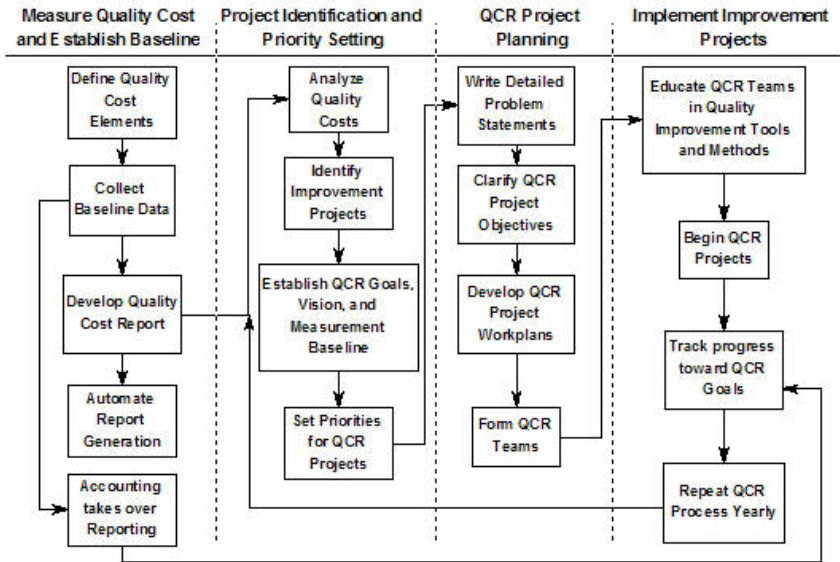 Measure Quality Cost
and Establish Baseline
Project Identification and
Priority Setting
QCR Project
Planning
Implement Improvement
Projects
Define Quality
Cost
Elements
Collect
Baseline Data
Develop Quality
Cost Report
Automate
Report
Generation
Accounting
takes over
Reporting
Analyze
Quality
Costs
Identify
Improvement
Projects
Establish QCR Goals,
Vision, and
Measurement
Baseline
Set Priorities
for QCR
Projects
Write Detailed
Problem
Statements
Clarify QCR
Project
Objectives
Develop QCR
Project
Workplans
Form QCR
Teams
Educate QCR Teams
in Quality
Improvement Tools
and Methods
Begin QCR
Projects
Track progress
toward QCR
Goals
Repeat QCR
Process Yearly